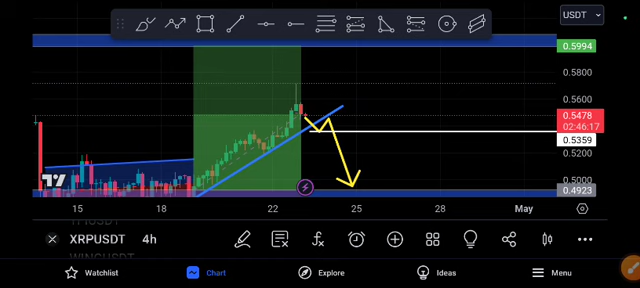 USDT
0.5994
0.5800
0.5600
0.5478
02:46:17
0.5359
0.5200
0.5000
0.4923
15
18
22
25
28
May
XRPUSDT
4h
Watchlist
Chart
Explore
Ideas
Menu